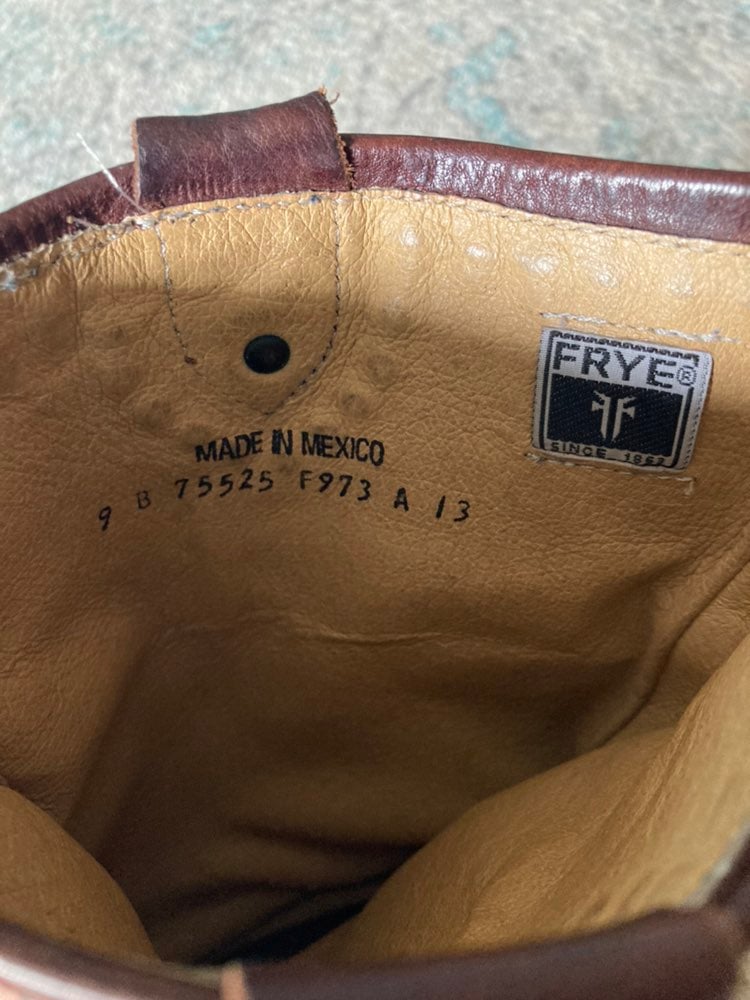 FRYE®
SINCE 1863
MADE IN MEXICO
9 B 75525 F973 A 13